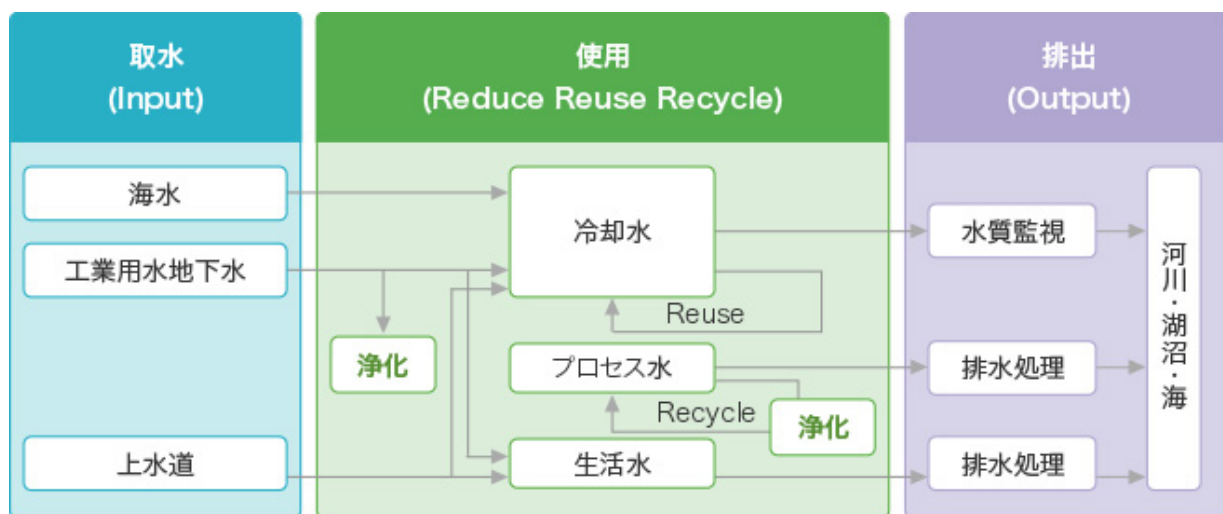 取水
(Input)
使用
(Reduce Reuse Recycle)
排出
(Output)
海水
工業用水地下水
上水道
浄化
冷却水
Reuse
プロセス水
Recycle
浄化
生活水
水質監視
排水処理
排水処理
河川・湖沼・海